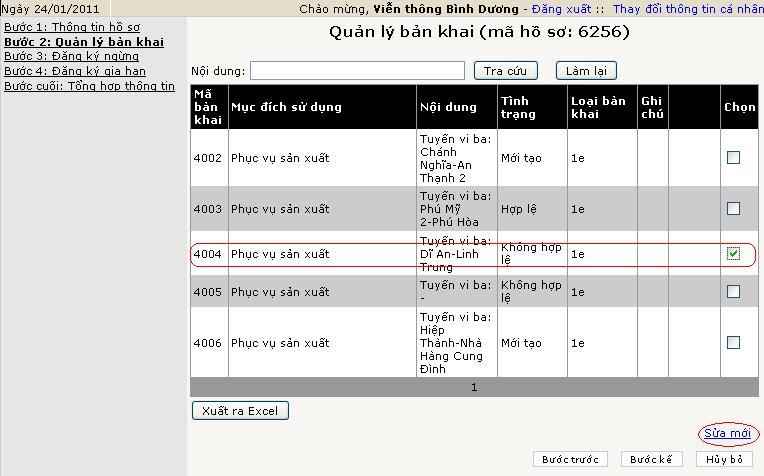 Ngày 24/01/2011
Chào mừng, Viễn thông Bình Dương - Đăng xuất :: Thay đổi thông tin cá nhân
Bước 1: Thông tin hồ sơ
Bước 2: Quản lý bản khai
Bước 3: Đăng ký ngừng
Bước 4: Đăng ký gia hạn
Bước cuối: Tổng hợp thông tin
Quản lý bản khai (mã hồ sơ: 6256)
Nội dung: Tra cứu Làm lại
Mã bản khai Mục đích sử dụng Nội dung Tình trạng Loại bản khai Ghi chú Chọn
4002 Phục vụ sản xuất Tuyến vi ba: Chánh Nghĩa-An Thạnh 2 Mới tạo 1e
4003 Phục vụ sản xuất Tuyến vi ba: Phú Mỹ 2-Phú Hòa Hợp lệ 1e
4004 Phục vụ sản xuất Tuyến vi ba: Dĩ An-Linh Trung Không hợp lệ 1e
4005 Phục vụ sản xuất Tuyến vi ba: - Không hợp lệ 1e
4006 Phục vụ sản xuất Tuyến vi ba: Hiệp Thành-Nhà Hàng Cung Đình Mới tạo 1e
1
Xuất ra Excel
Sửa mới
Bước trước Bước kế Hủy bỏ